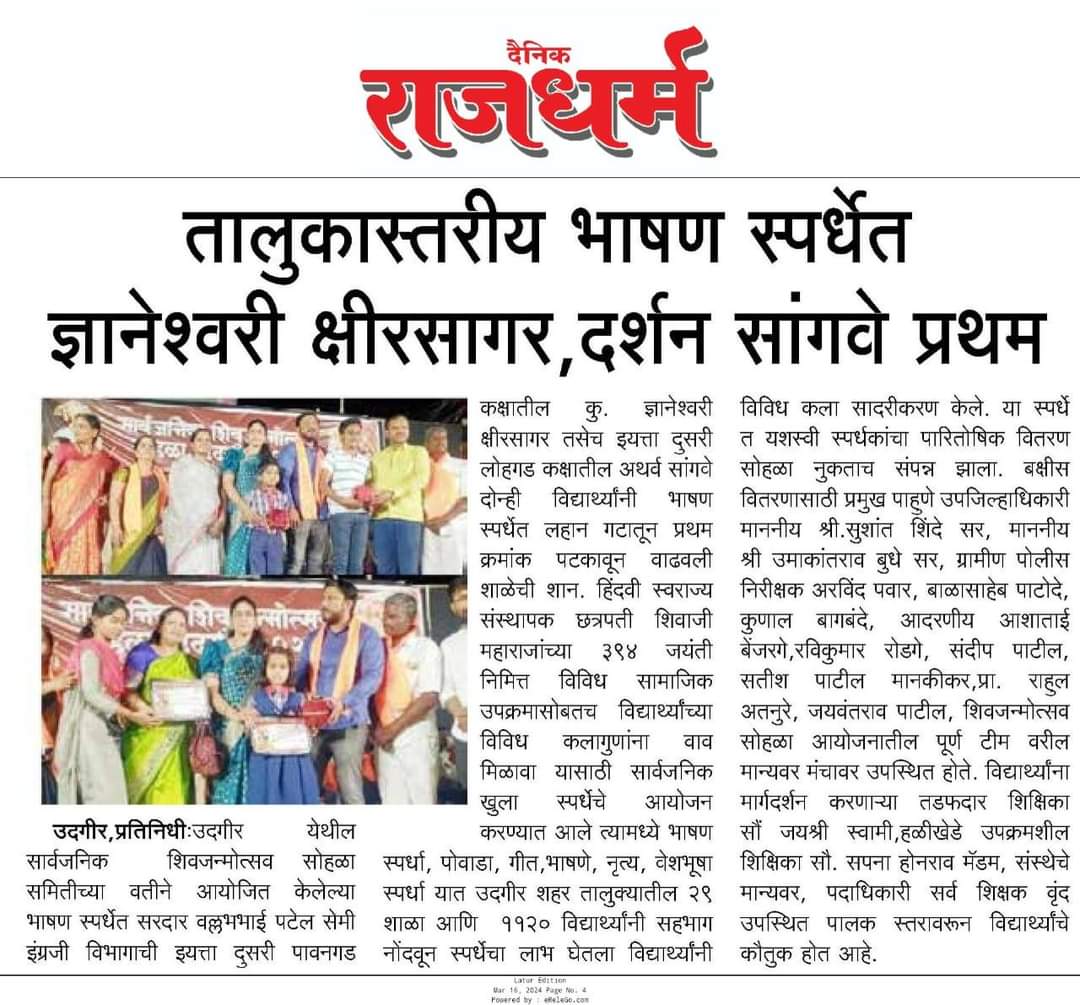 दैनिक
राजधर्म
तालुकास्तरीय भाषण स्पर्धेत
ज्ञानेश्वरी क्षीरसागर,दर्शन सांगवे प्रथम
उदगीर,प्रतिनिधीःउदगीर येथील
सार्वजनिक शिवजन्मोत्सव सोहळा
समितीच्या वतीने आयोजित केलेल्या
भाषण स्पर्धेत सरदार वल्लभभाई पटेल सेमी
इंग्रजी विभागाची इयत्ता दुसरी पावनगड
कक्षातील कु. ज्ञानेश्वरी
क्षीरसागर तसेच इयत्ता दुसरी
लोहगड कक्षातील अथर्व सांगवे
दोन्ही विद्यार्थ्यांनी भाषण
स्पर्धेत लहान गटातून प्रथम
क्रमांक पटकावून वाढवली
शाळेची शान. हिंदवी स्वराज्य
संस्थापक छत्रपती शिवाजी
महाराजांच्या ३९४ जयंती
निमित्त विविध सामाजिक
उपक्रमासोबतच विद्यार्थ्यांच्या
विविध कलागुणांना वाव
मिळावा यासाठी सार्वजनिक
खुला स्पर्धेचे आयोजन
करण्यात आले त्यामध्ये भाषण
स्पर्धा, पोवाडा, गीत,भाषणे, नृत्य, वेशभूषा
स्पर्धा यात उदगीर शहर तालुक्यातील २९
शाळा आणि ११२० विद्यार्थ्यांनी सहभाग
नोंदवून स्पर्धेचा लाभ घेतला विद्यार्थ्यांनी
विविध कला सादरीकरण केले. या स्पर्धे
त यशस्वी स्पर्धकांचा पारितोषिक वितरण
सोहळा नुकताच संपन्न झाला. बक्षीस
वितरणासाठी प्रमुख पाहुणे उपजिल्हाधिकारी
माननीय श्री.सुशांत शिंदे सर, माननीय
श्री उमाकांतराव बुधे सर, ग्रामीण पोलीस
निरीक्षक अरविंद पवार, बाळासाहेब पाटोदे,
कुणाल बागबंदे, आदरणीय आशाताई
बेंजरगे,रविकुमार रोडगे, संदीप पाटील,
सतीश पाटील मानकीकर,प्रा. राहुल
अतनुरे, जयवंतराव पाटील, शिवजन्मोत्सव
सोहळा आयोजनातील पूर्ण टीम वरील
मान्यवर मंचावर उपस्थित होते. विद्यार्थ्यांना
मार्गदर्शन करणाऱ्या तडफदार शिक्षिका
सौं जयश्री स्वामी,हळीखेडे उपक्रमशील
शिक्षिका सौ. सपना होनराव मॅडम, संस्थेचे
मान्यवर, पदाधिकारी सर्व शिक्षक वृंद
उपस्थित पालक स्तरावरून विद्यार्थ्यांचे
कौतुक होत आहे.
Latur Edition
Mar 16, 2024 Page No. 4
Powered by : eReleGo.com